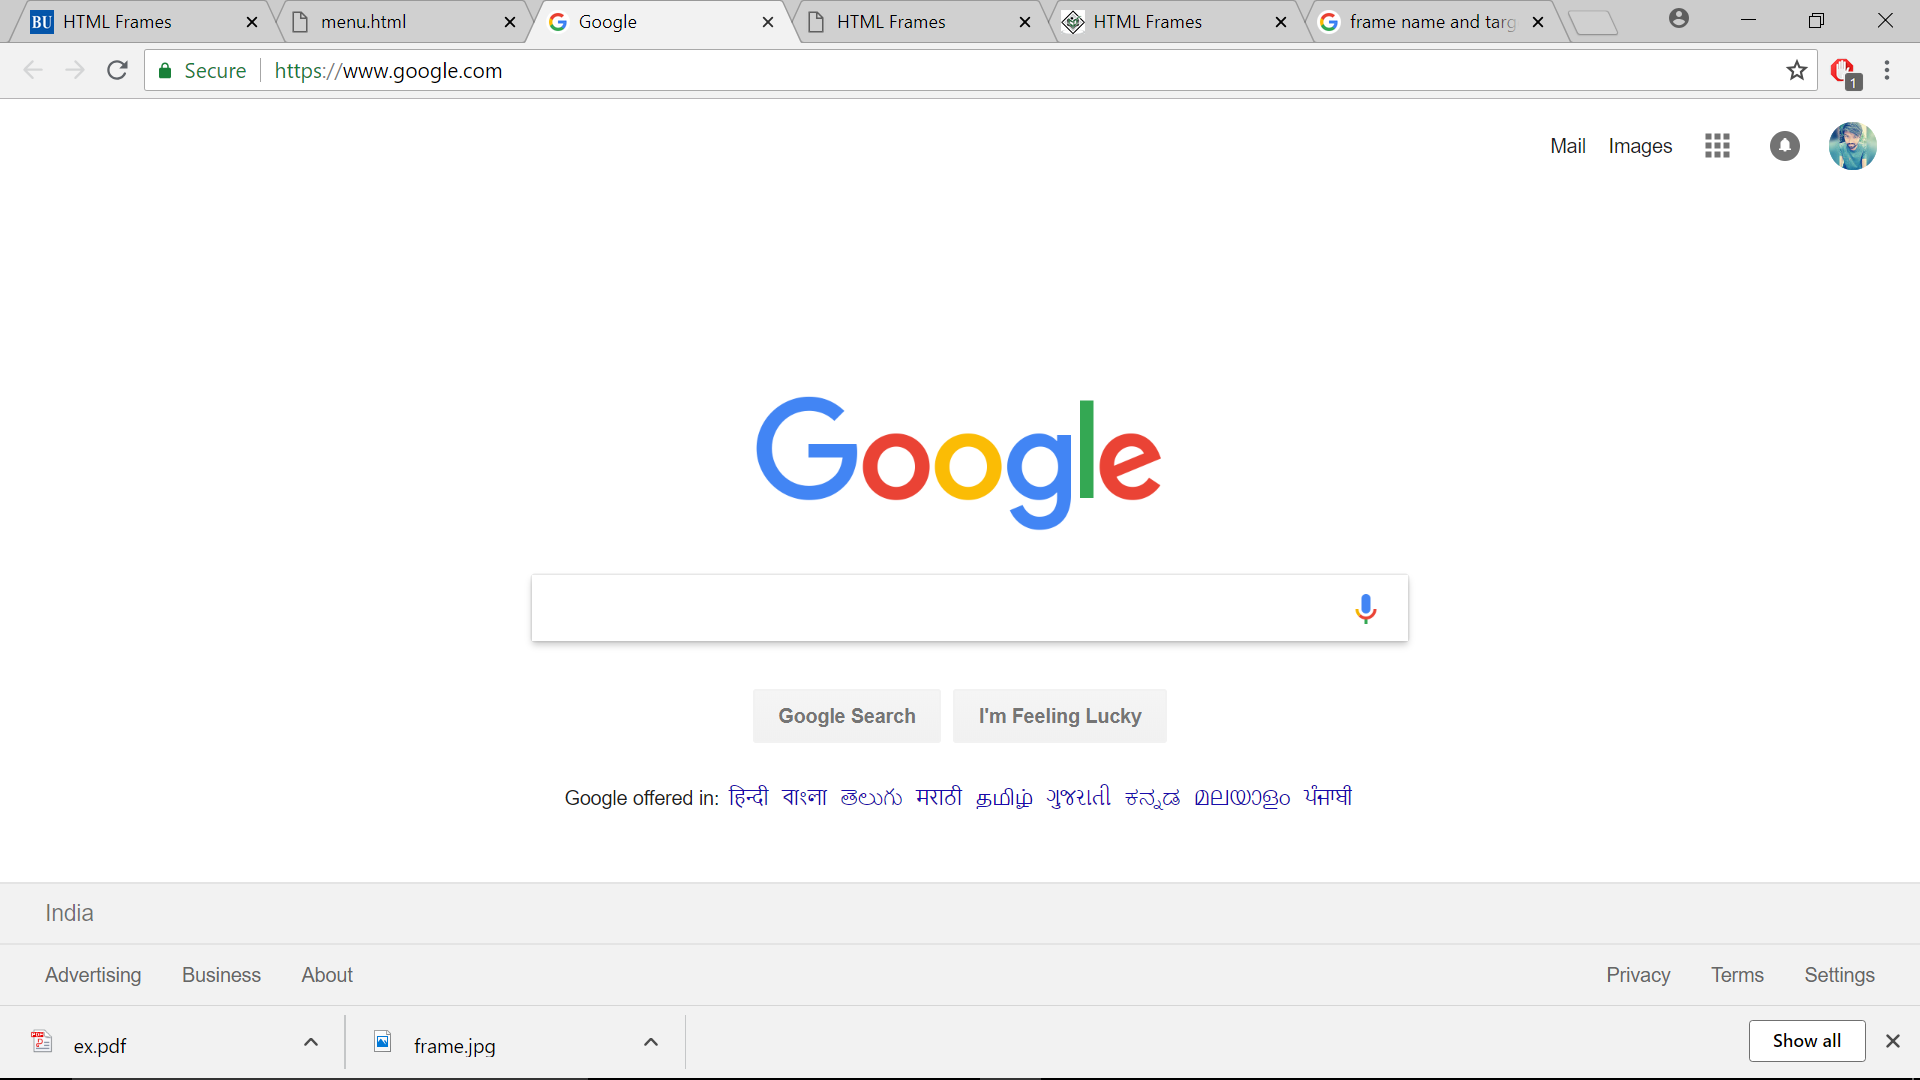 BU HTML Frames menu.html Google HTML Frames HTML Frames frame name and targ
Secure https://www.google.com 1
Mail Images
Google
Google Search I'm Feeling Lucky
Google offered in: हिन्दी বাংলা తెలుగు मराठी தமிழ் ગુજરાતી ಕನ್ನಡ മലയാളം ਪੰਜਾਬੀ
India
Advertising Business About Privacy Terms Settings
ex.pdf frame.jpg Show all